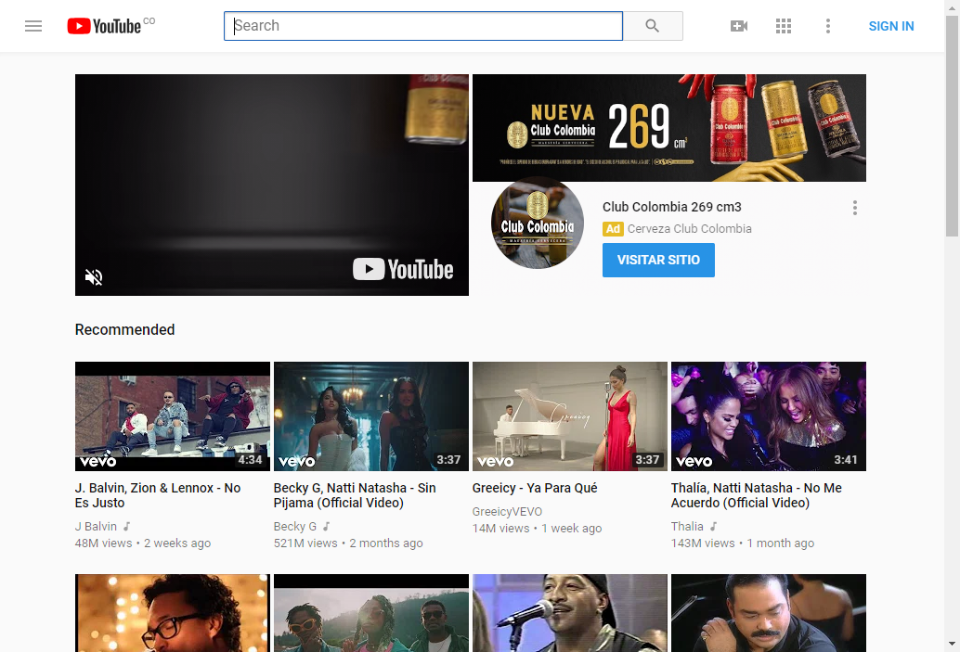 YouTube CO
Search
SIGN IN
NUEVA
Club Colombia
MAESTRÍA CERVECERA
269 cm³
Club Colombia
YouTube
Club Colombia 269 cm3
Ad Cerveza Club Colombia
VISITAR SITIO
Recommended
vevo 4:34
vevo 3:37
vevo 3:37
vevo 3:41
J. Balvin, Zion & Lennox - No
Es Justo
J Balvin
48M views • 2 weeks ago
Becky G, Natti Natasha - Sin
Pijama (Official Video)
Becky G
521M views • 2 months ago
Greeicy - Ya Para Qué
GreeicyVEVO
14M views • 1 week ago
Thalía, Natti Natasha - No Me
Acuerdo (Official Video)
Thalia
143M views • 1 month ago